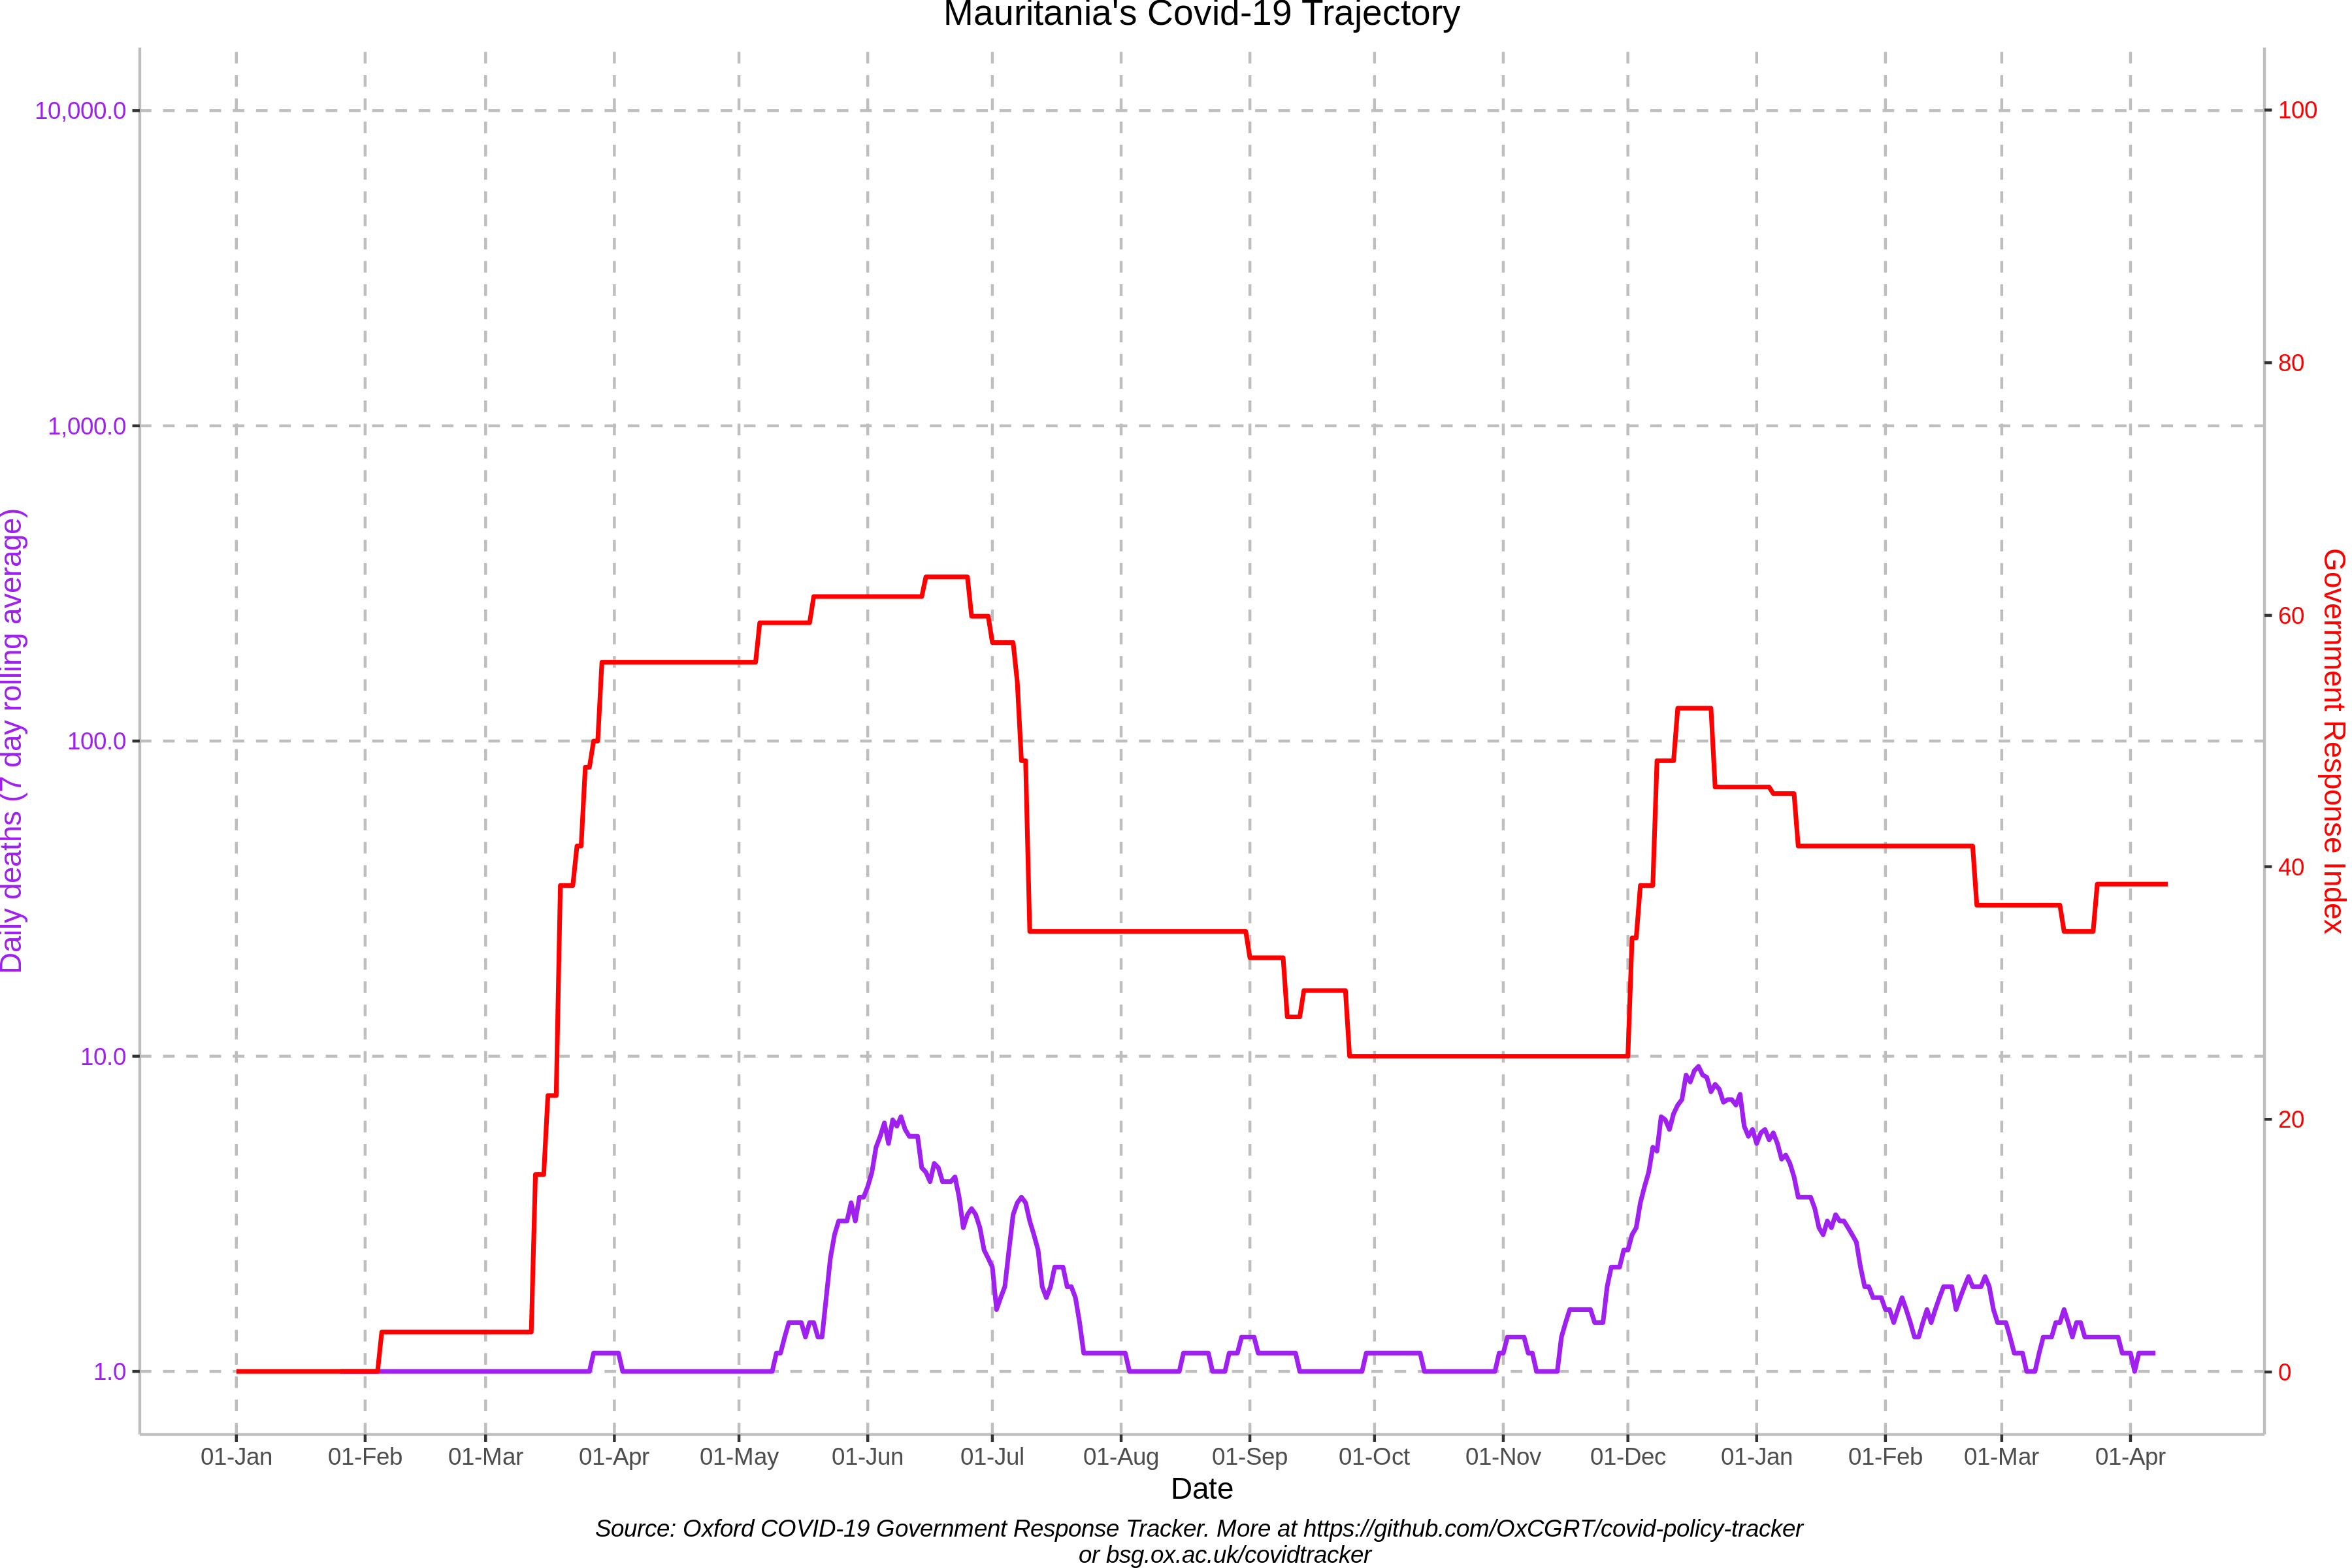 Mauritania's Covid-19 Trajectory
10,000.0
1,000.0
100.0
10.0
1.0
Daily deaths (7 day rolling average)
100
80
60
40
20
0
Government Response Index
01-Jan 01-Feb 01-Mar 01-Apr 01-May 01-Jun 01-Jul 01-Aug 01-Sep 01-Oct 01-Nov 01-Dec 01-Jan 01-Feb 01-Mar 01-Apr
Date
Source: Oxford COVID-19 Government Response Tracker. More at https://github.com/OxCGRT/covid-policy-tracker
or bsg.ox.ac.uk/covidtracker